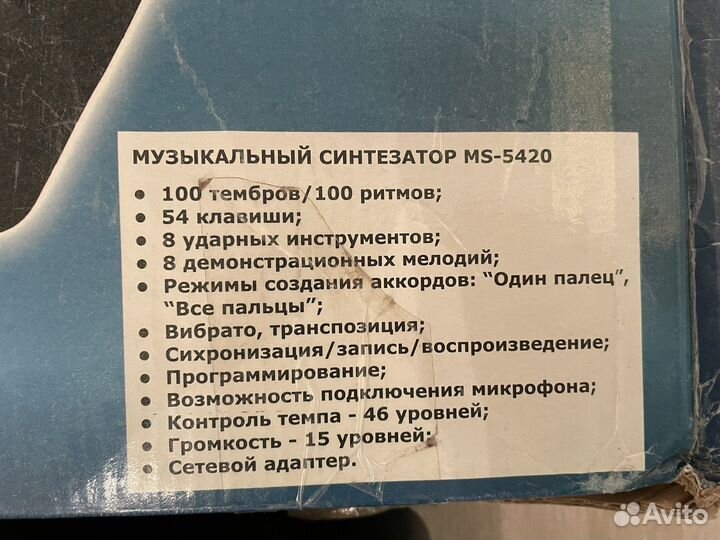 МУЗЫКАЛЬНЫЙ СИНТЕЗАТОР MS-5420
• 100 тембров/100 ритмов;
• 54 клавиши;
• 8 ударных инструментов;
• 8 демонстрационных мелодий;
• Режимы создания аккордов: “Один палец”,
“Все пальцы”;
• Вибрато, транспозиция;
• Сихронизация/запись/воспроизведение;
• Программирование;
• Возможность подключения микрофона;
• Контроль темпа - 46 уровней;
• Громкость - 15 уровней;
• Сетевой адаптер.
Avito